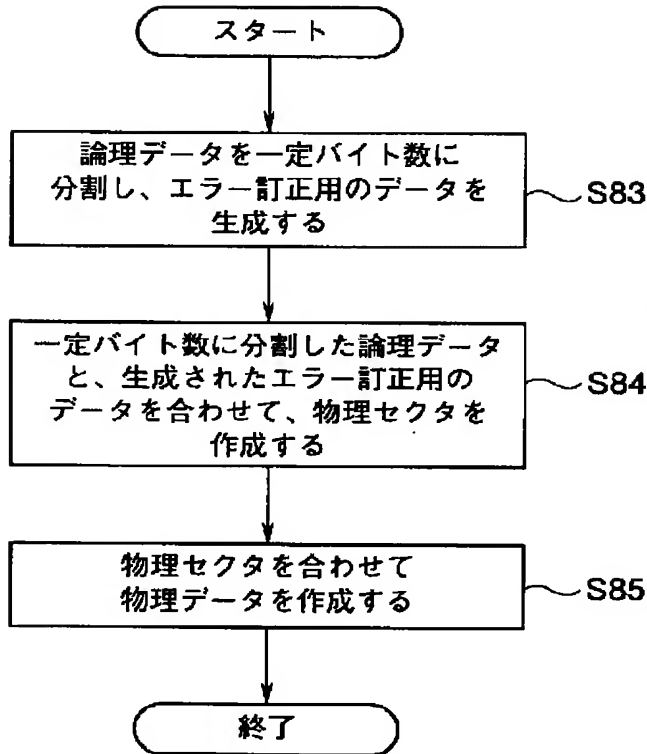 スタート
論理データを一定バイト数に
分割し、エラー訂正用のデータを
生成する
S83
一定バイト数に分割した論理データ
と、生成されたエラー訂正用の
データを合わせて、物理セクタを
作成する
S84
物理セクタを合わせて
物理データを作成する
S85
終了